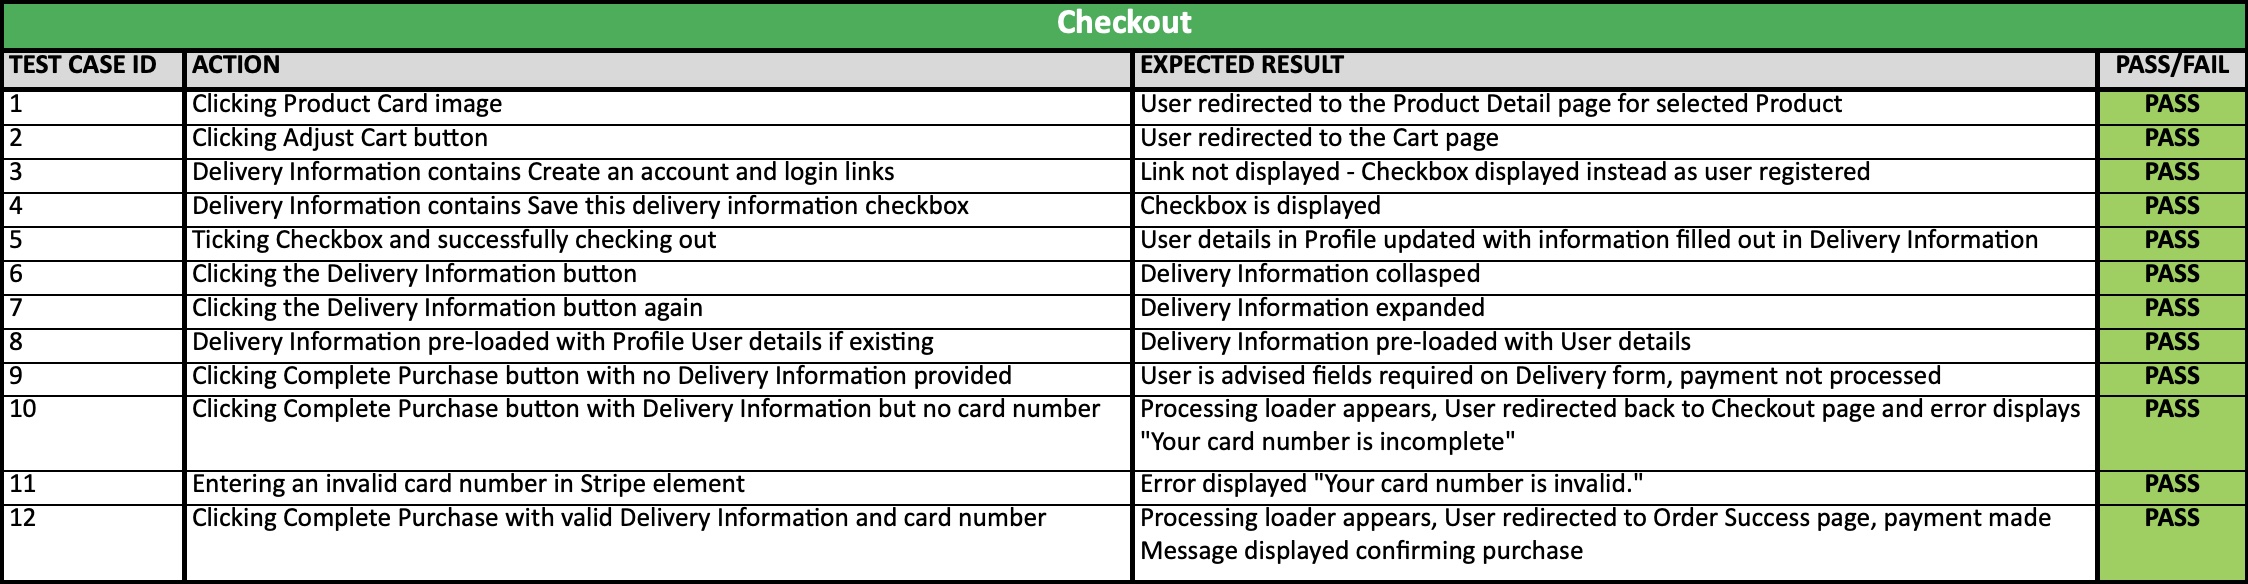 Checkout
TEST CASE ID ACTION EXPECTED RESULT PASS/FAIL
1 Clicking Product Card image User redirected to the Product Detail page for selected Product PASS
2 Clicking Adjust Cart button User redirected to the Cart page PASS
3 Delivery Information contains Create an account and login links Link not displayed - Checkbox displayed instead as user registered PASS
4 Delivery Information contains Save this delivery information checkbox Checkbox is displayed PASS
5 Ticking Checkbox and successfully checking out User details in Profile updated with information filled out in Delivery Information PASS
6 Clicking the Delivery Information button Delivery Information collasped PASS
7 Clicking the Delivery Information button again Delivery Information expanded PASS
8 Delivery Information pre-loaded with Profile User details if existing Delivery Information pre-loaded with User details PASS
9 Clicking Complete Purchase button with no Delivery Information provided User is advised fields required on Delivery form, payment not processed PASS
10 Clicking Complete Purchase button with Delivery Information but no card number Processing loader appears, User redirected back to Checkout page and error displays PASS
"Your card number is incomplete"
11 Entering an invalid card number in Stripe element Error displayed "Your card number is invalid." PASS
12 Clicking Complete Purchase with valid Delivery Information and card number Processing loader appears, User redirected to Order Success page, payment made PASS
Message displayed confirming purchase